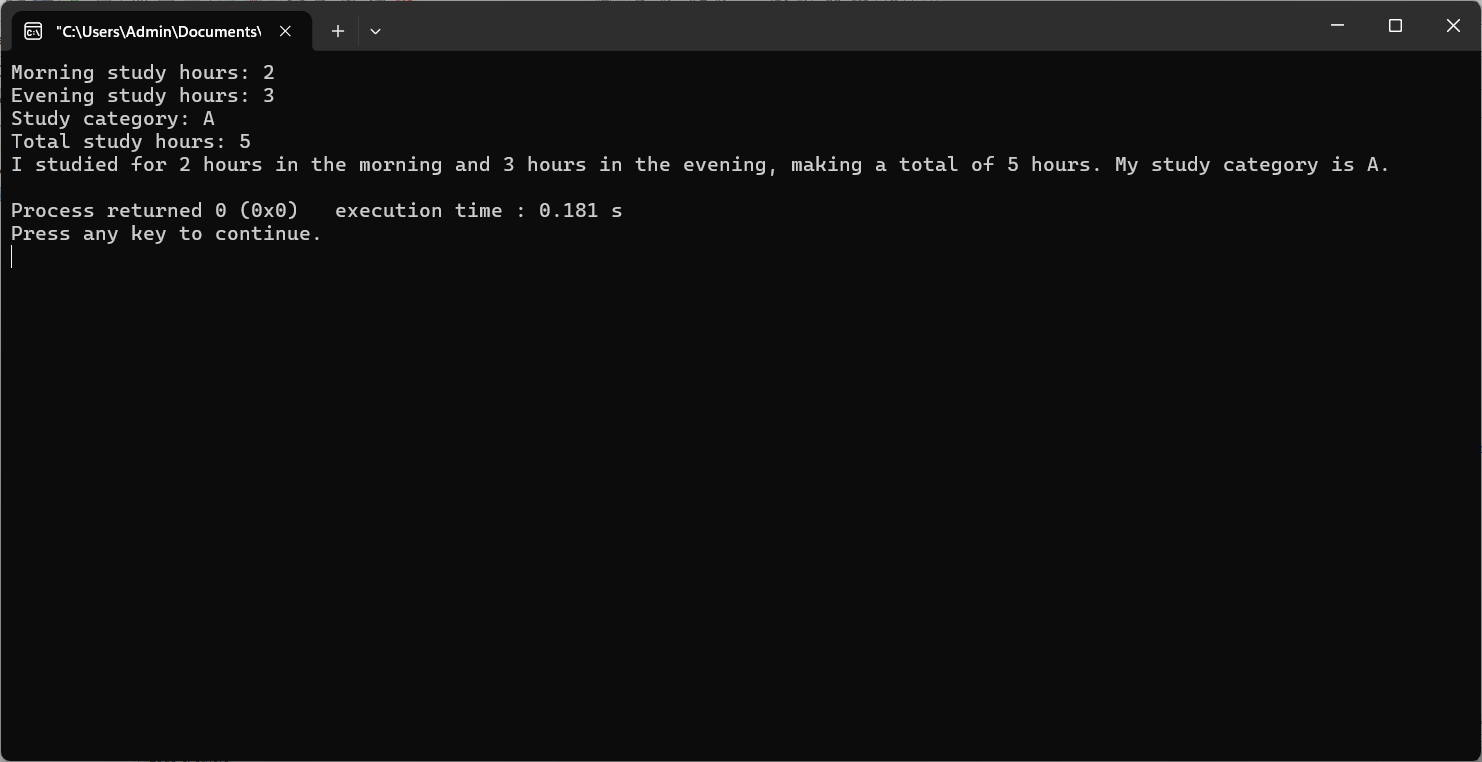 "C:\Users\Admin\Documents\
Morning study hours: 2
Evening study hours: 3
Study category: A
Total study hours: 5
I studied for 2 hours in the morning and 3 hours in the evening, making a total of 5 hours. My study category is A.
Process returned 0 (0x0)   execution time : 0.181 s
Press any key to continue.